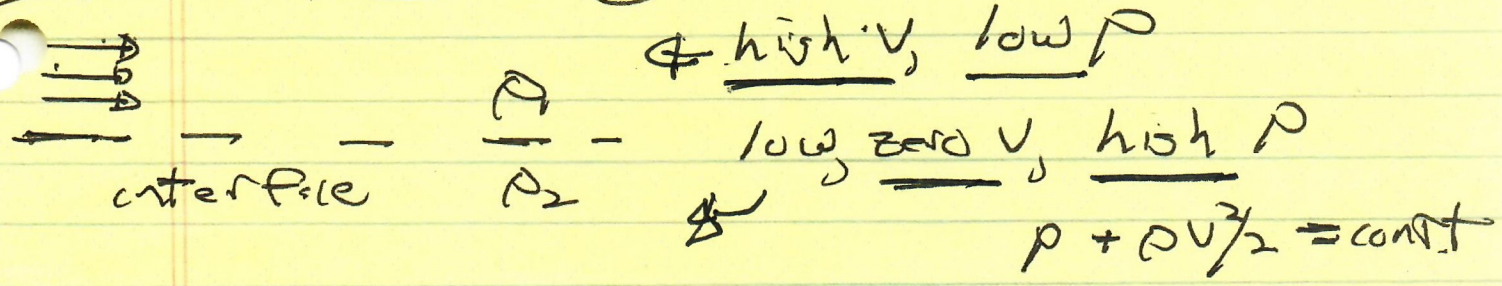 high V, low P
ρ₁
low, zero V, high P
interface ρ₂
p + ρV²/2 = const